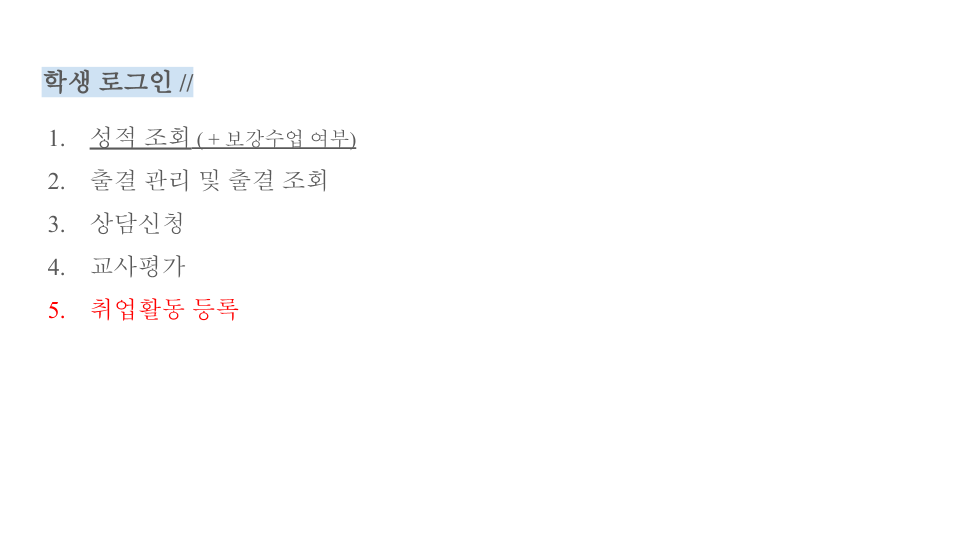 학생 로그인 //
1. 성적 조회 ( + 보강수업 여부)
2. 출결 관리 및 출결 조회
3. 상담신청
4. 교사평가
5. 취업활동 등록